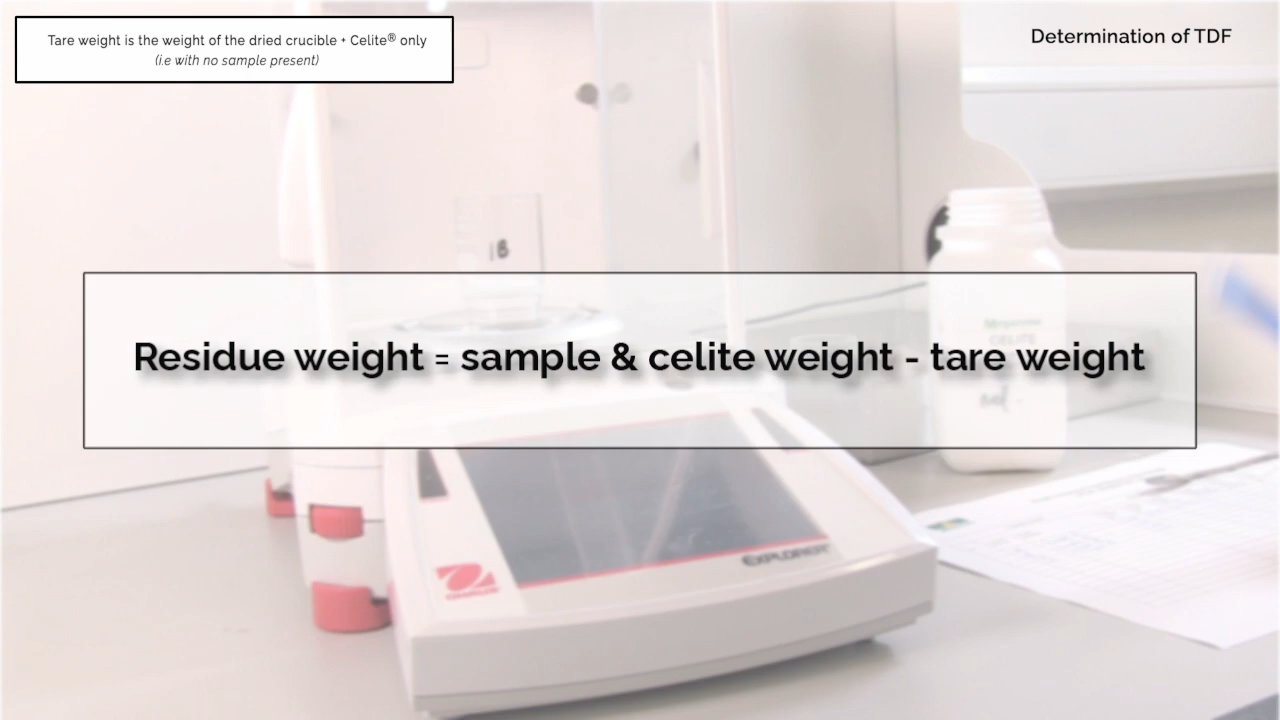 Tare weight is the weight of the dried crucible + Celite® only
(i.e with no sample present)
Determination of TDF
18
Residue weight = sample & celite weight - tare weight
CELITE
OHAUS
EXPLORER